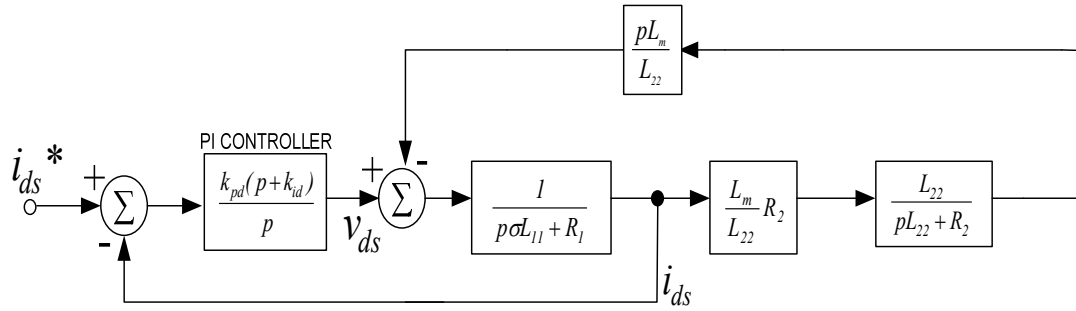 pL_m
L_22
PI CONTROLLER
i_ds*
+
-
Σ
k_pd(p+k_id)
p
v_ds
+
-
Σ
1
pσL_11+R_1
i_ds
L_m
L_22
R_2
L_22
pL_22+R_2